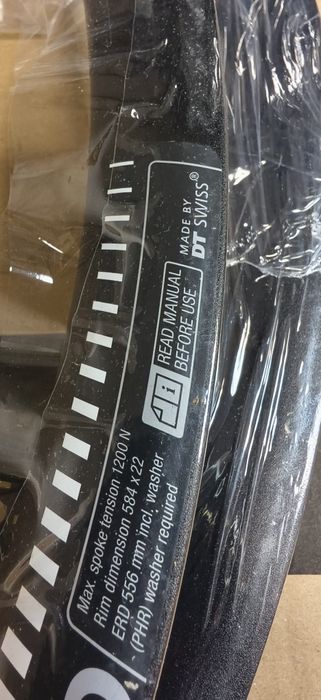 Max. spoke tension 1200 N
Rim dimension 584 x 22
ERD 556 mm incl. washer
(PHR) washer required
i
READ MANUAL
BEFORE USE
MADE BY
DT SWISS®